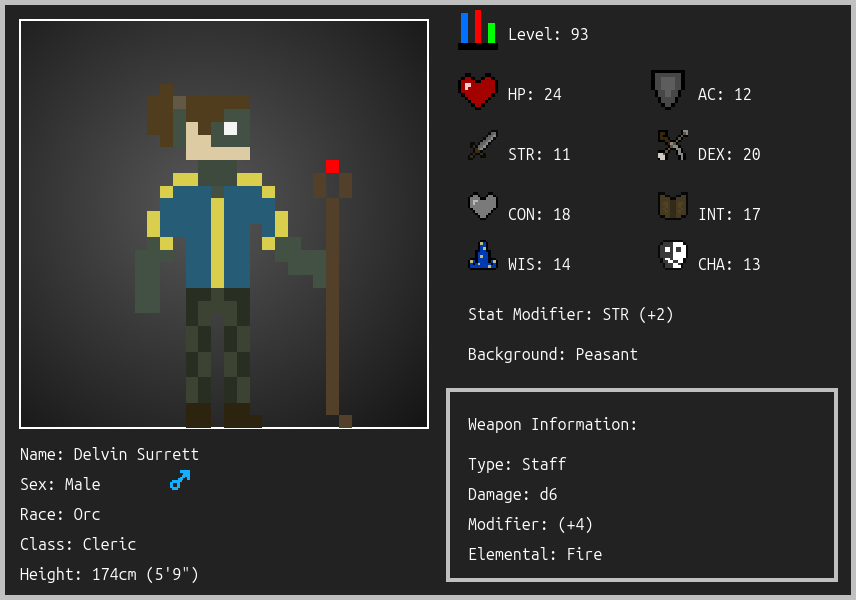 Level: 93
HP: 24
AC: 12
STR: 11
DEX: 20
CON: 18
INT: 17
WIS: 14
CHA: 13
Stat Modifier: STR (+2)
Background: Peasant
Name: Delvin Surrett
Sex: Male
Race: Orc
Class: Cleric
Height: 174cm (5'9")
Weapon Information:
Type: Staff
Damage: d6
Modifier: (+4)
Elemental: Fire